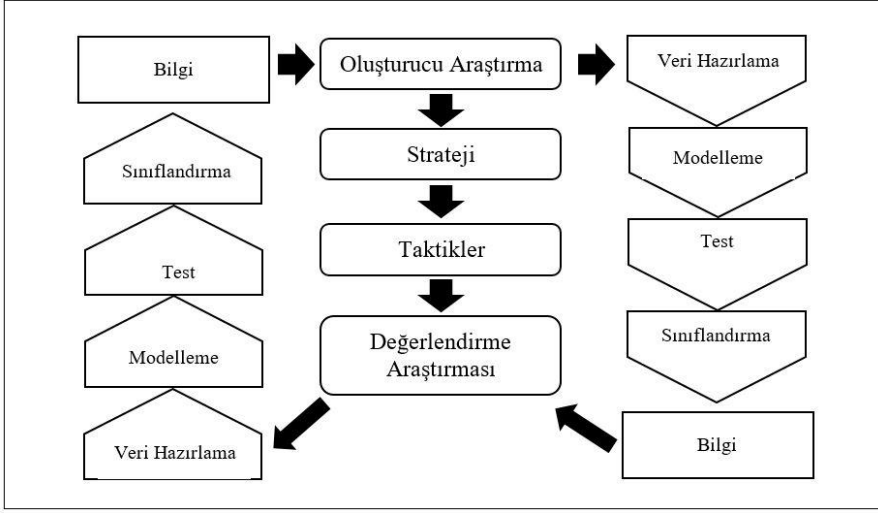 Bilgi
Sınıflandırma
Test
Modelleme
Veri Hazırlama
Oluşturucu Araştırma
Strateji
Taktikler
Değerlendirme
Araştırması
Veri Hazırlama
Modelleme
Test
Sınıflandırma
Bilgi